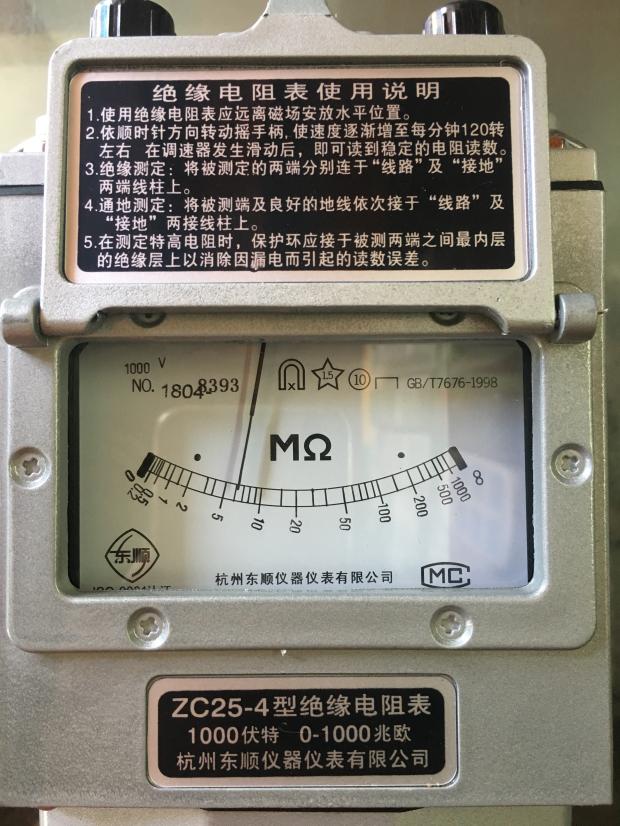 绝缘电阻表使用说明
1.使用绝缘电阻表应远离磁场安放水平位置。
2.依顺时针方向转动摇手柄,使速度逐渐增至每分钟120转
左右 在调速器发生滑动后,即可读到稳定的电阻读数。
3.绝缘测定:将被测定的两端分别连于“线路”及“接地”
两端线柱上。
4.通地测定:将被测端及良好的地线依次接于“线路”及
“接地”两接线柱上。
5.在测定特高电阻时,保护环应接于被测两端之间最内层
的绝缘层上以消除因漏电而引起的读数误差。
1000 V
NO. 1804-8393
1.5 10 GB/T7676-1998
MΩ
0 0.2 0.5 1 2 5 10 20 50 100 200 500 1000 ∞
东顺
杭州东顺仪器仪表有限公司
MC
ZC25-4型绝缘电阻表
1000伏特 0-1000兆欧
杭州东顺仪器仪表有限公司